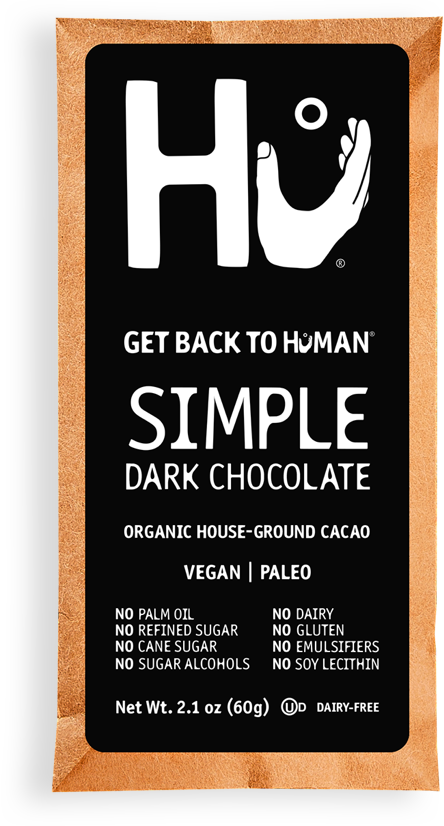 Hu
®
GET BACK TO HUMAN®
SIMPLE
DARK CHOCOLATE
ORGANIC HOUSE-GROUND CACAO
VEGAN | PALEO
NO PALM OIL
NO REFINED SUGAR
NO CANE SUGAR
NO SUGAR ALCOHOLS
NO DAIRY
NO GLUTEN
NO EMULSIFIERS
NO SOY LECITHIN
Net Wt. 2.1 oz (60g) UD DAIRY-FREE